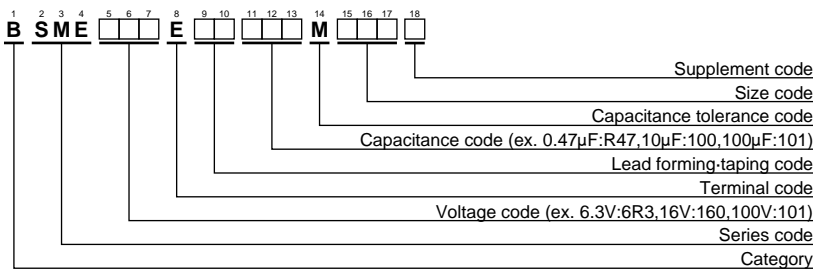 1 2 3 4 5 6 7 8 9 10 11 12 13 14 15 16 17 18
B SME E M
Supplement code
Size code
Capacitance tolerance code
Capacitance code (ex. 0.47μF:R47,10μF:100,100μF:101)
Lead forming·taping code
Terminal code
Voltage code (ex. 6.3V:6R3,16V:160,100V:101)
Series code
Category